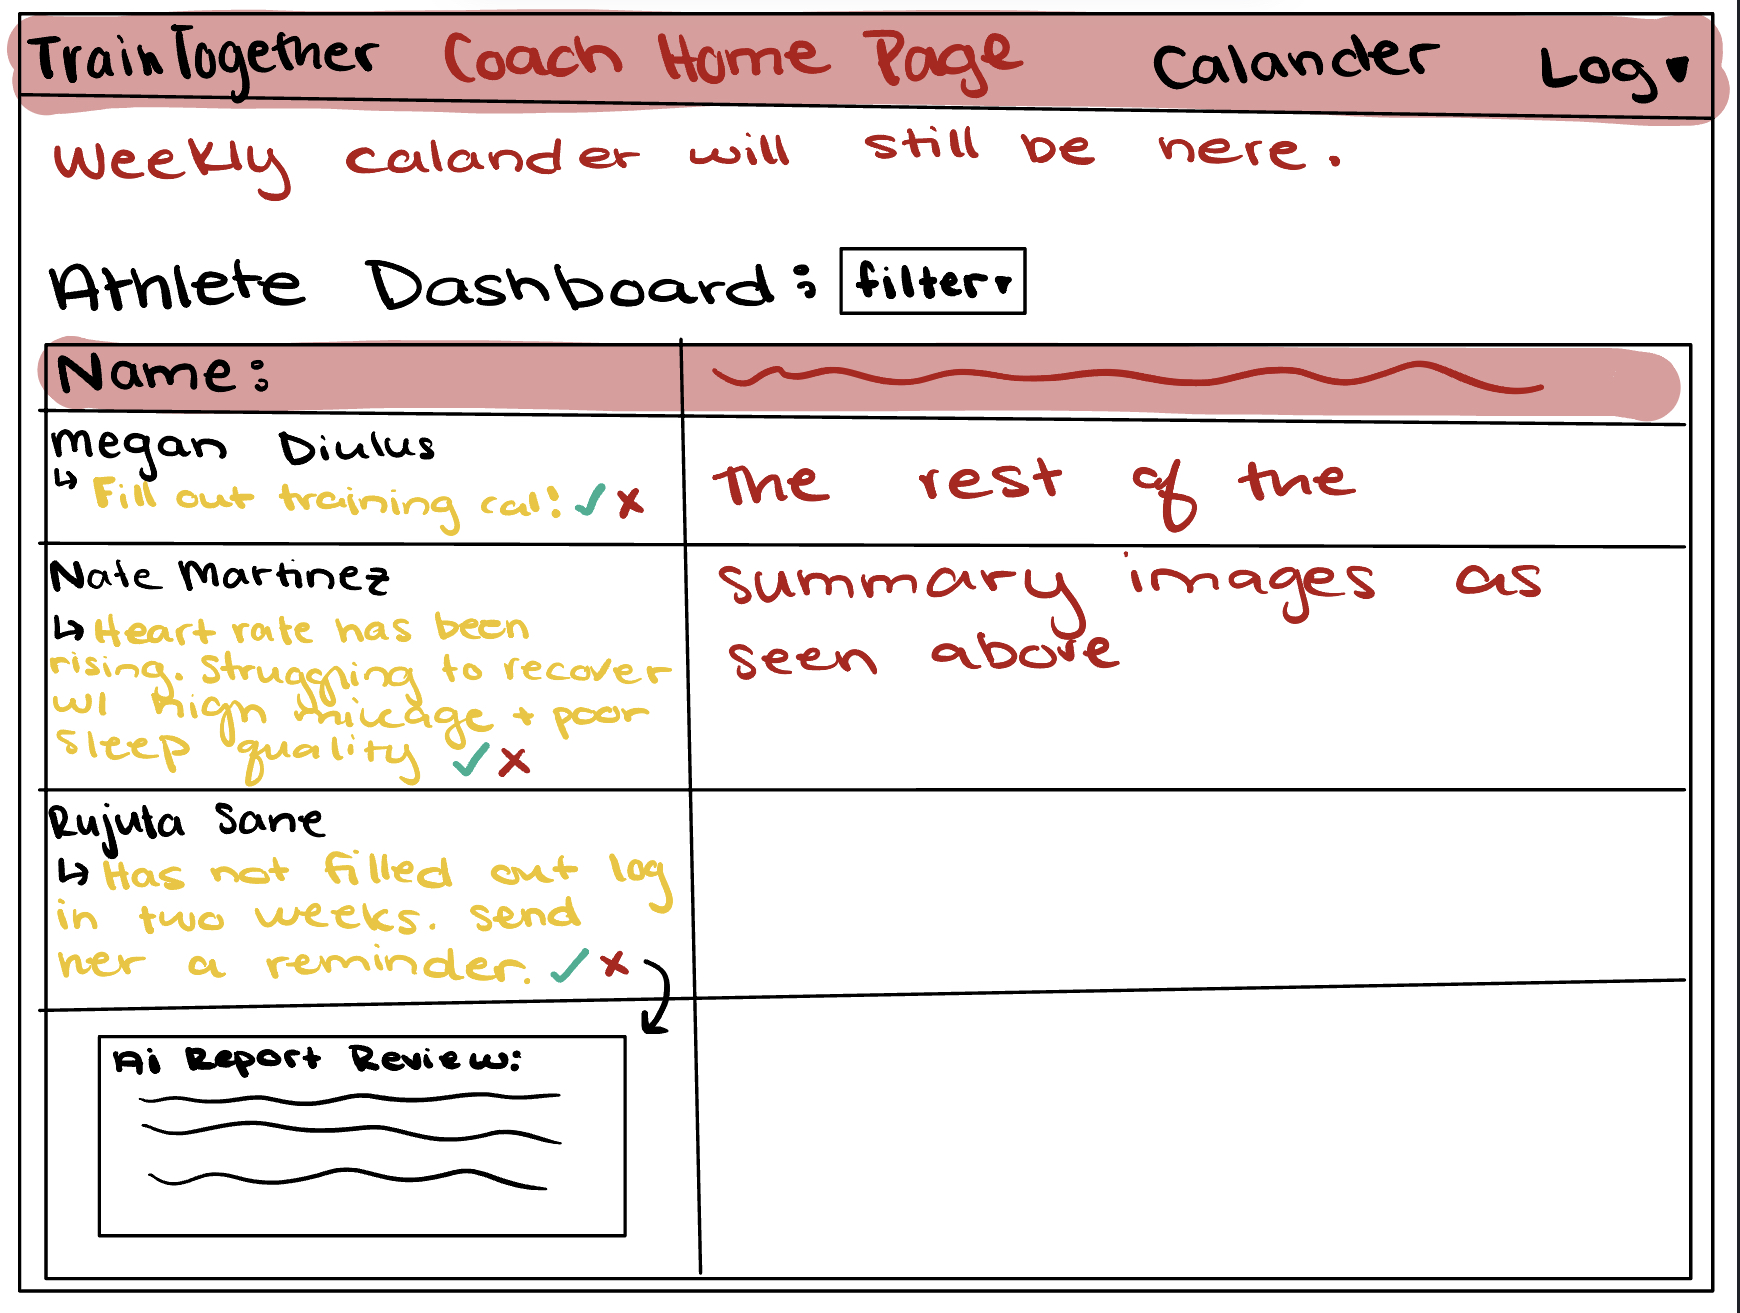 TrainTogether Coach Home Page Calander Log
Weekly calander will still be here.
Athlete Dashboard: filter
Name:
Megan Diulus
↳ Fill out training cal! ✓ x
The rest of the
Nate Martinez
summary images as
↳ Heart rate has been
seen above
rising. Struggning to recover
w/ high mileage + poor
sleep quality ✓ x
Rujuta Sane
↳ Has not filled out log
in two weeks. Send
her a reminder. ✓ x
Ai Report Review: